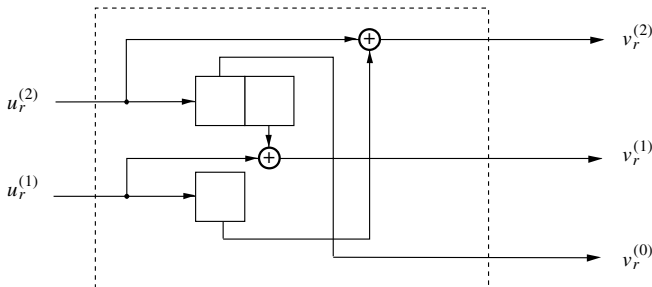 v_r^{(2)}
+
u_r^{(2)}
+
v_r^{(1)}
u_r^{(1)}
v_r^{(0)}